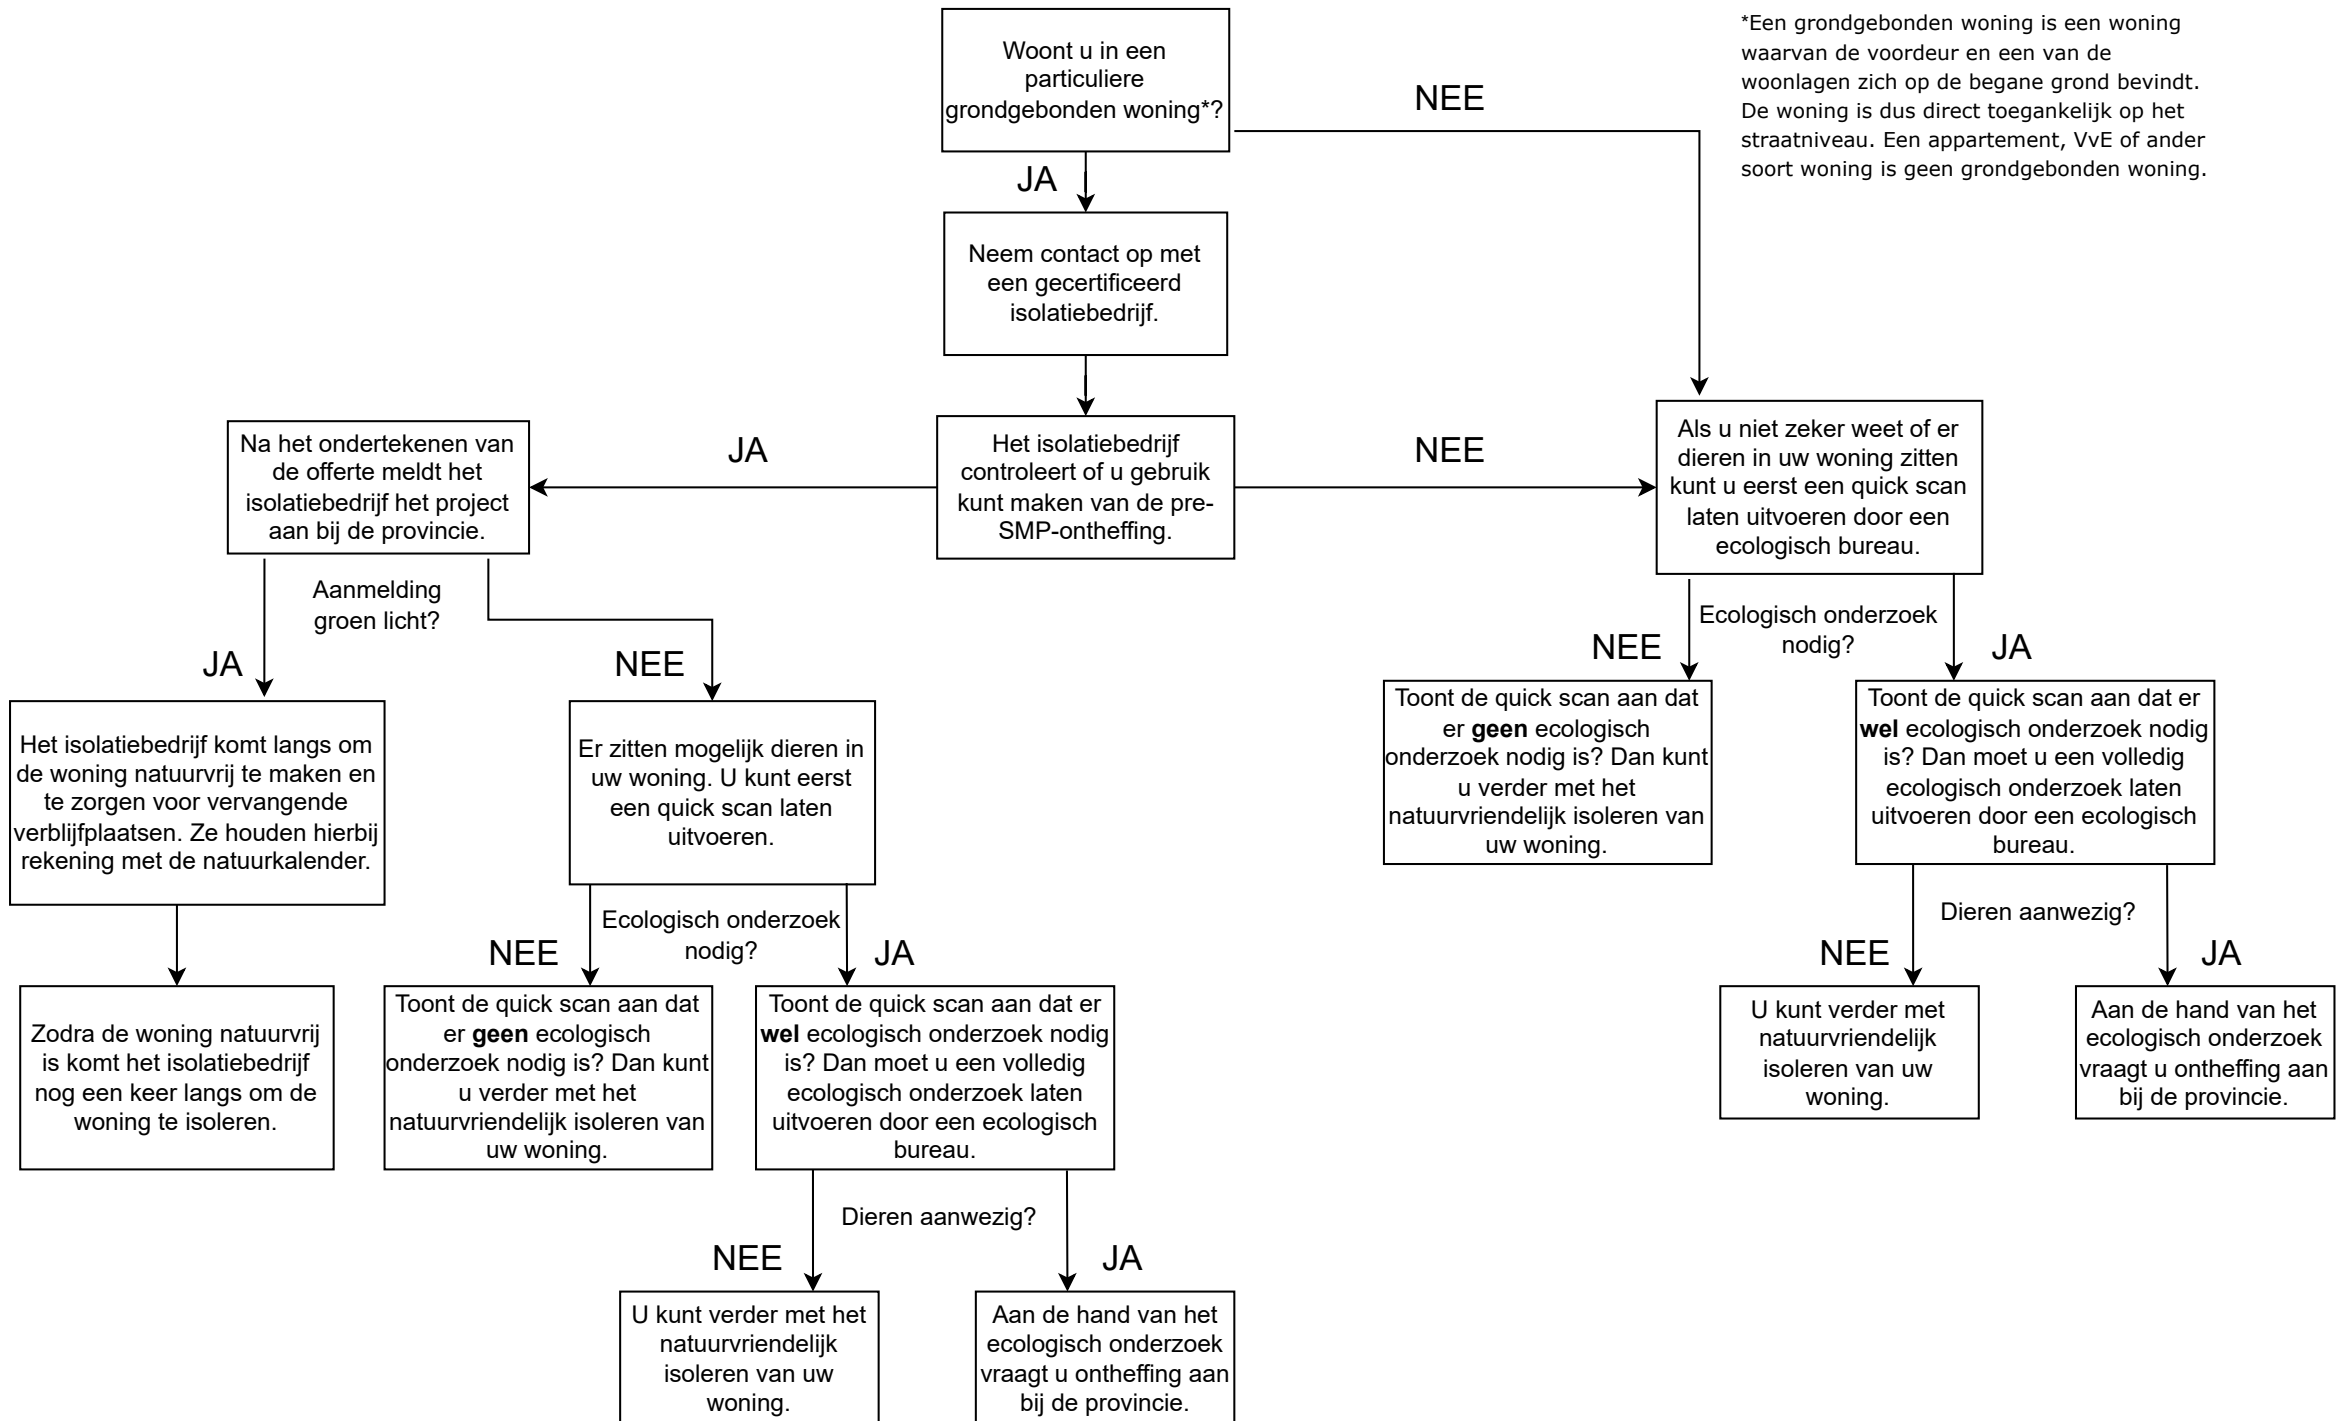 Woont u in een
particuliere
grondgebonden woning*?
NEE
*Een grondgebonden woning is een woning
waarvan de voordeur en een van de
woonlagen zich op de begane grond bevindt.
De woning is dus direct toegankelijk op het
straatniveau. Een appartement, VvE of ander
soort woning is geen grondgebonden woning.
JA
Neem contact op met
een gecertificeerd
isolatiebedrijf.
Na het ondertekenen van
de offerte meldt het
isolatiebedrijf het project
aan bij de provincie.
JA
Het isolatiebedrijf
controleert of u gebruik
kunt maken van de pre-
SMP-ontheffing.
NEE
Als u niet zeker weet of er
dieren in uw woning zitten
kunt u eerst een quick scan
laten uitvoeren door een
ecologisch bureau.
Aanmelding
groen licht?
JA
NEE
Ecologisch onderzoek
nodig?
NEE
JA
Het isolatiebedrijf komt langs om
de woning natuurvrij te maken en
te zorgen voor vervangende
verblijfplaatsen. Ze houden hierbij
rekening met de natuurkalender.
Er zitten mogelijk dieren in
uw woning. U kunt eerst
een quick scan laten
uitvoeren.
Toont de quick scan aan dat
er geen ecologisch
onderzoek nodig is? Dan kunt
u verder met het
natuurvriendelijk isoleren van
uw woning.
Toont de quick scan aan dat er
wel ecologisch onderzoek nodig
is? Dan moet u een volledig
ecologisch onderzoek laten
uitvoeren door een ecologisch
bureau.
Ecologisch onderzoek
nodig?
NEE
JA
Dieren aanwezig?
NEE
JA
Zodra de woning natuurvrij
is komt het isolatiebedrijf
nog een keer langs om de
woning te isoleren.
Toont de quick scan aan dat
er geen ecologisch
onderzoek nodig is? Dan kunt
u verder met het
natuurvriendelijk isoleren van
uw woning.
Toont de quick scan aan dat er
wel ecologisch onderzoek nodig
is? Dan moet u een volledig
ecologisch onderzoek laten
uitvoeren door een ecologisch
bureau.
U kunt verder met
natuurvriendelijk
isoleren van uw
woning.
Aan de hand van het
ecologisch onderzoek
vraagt u ontheffing aan
bij de provincie.
Dieren aanwezig?
NEE
JA
U kunt verder met het
natuurvriendelijk
isoleren van uw
woning.
Aan de hand van het
ecologisch onderzoek
vraagt u ontheffing aan
bij de provincie.